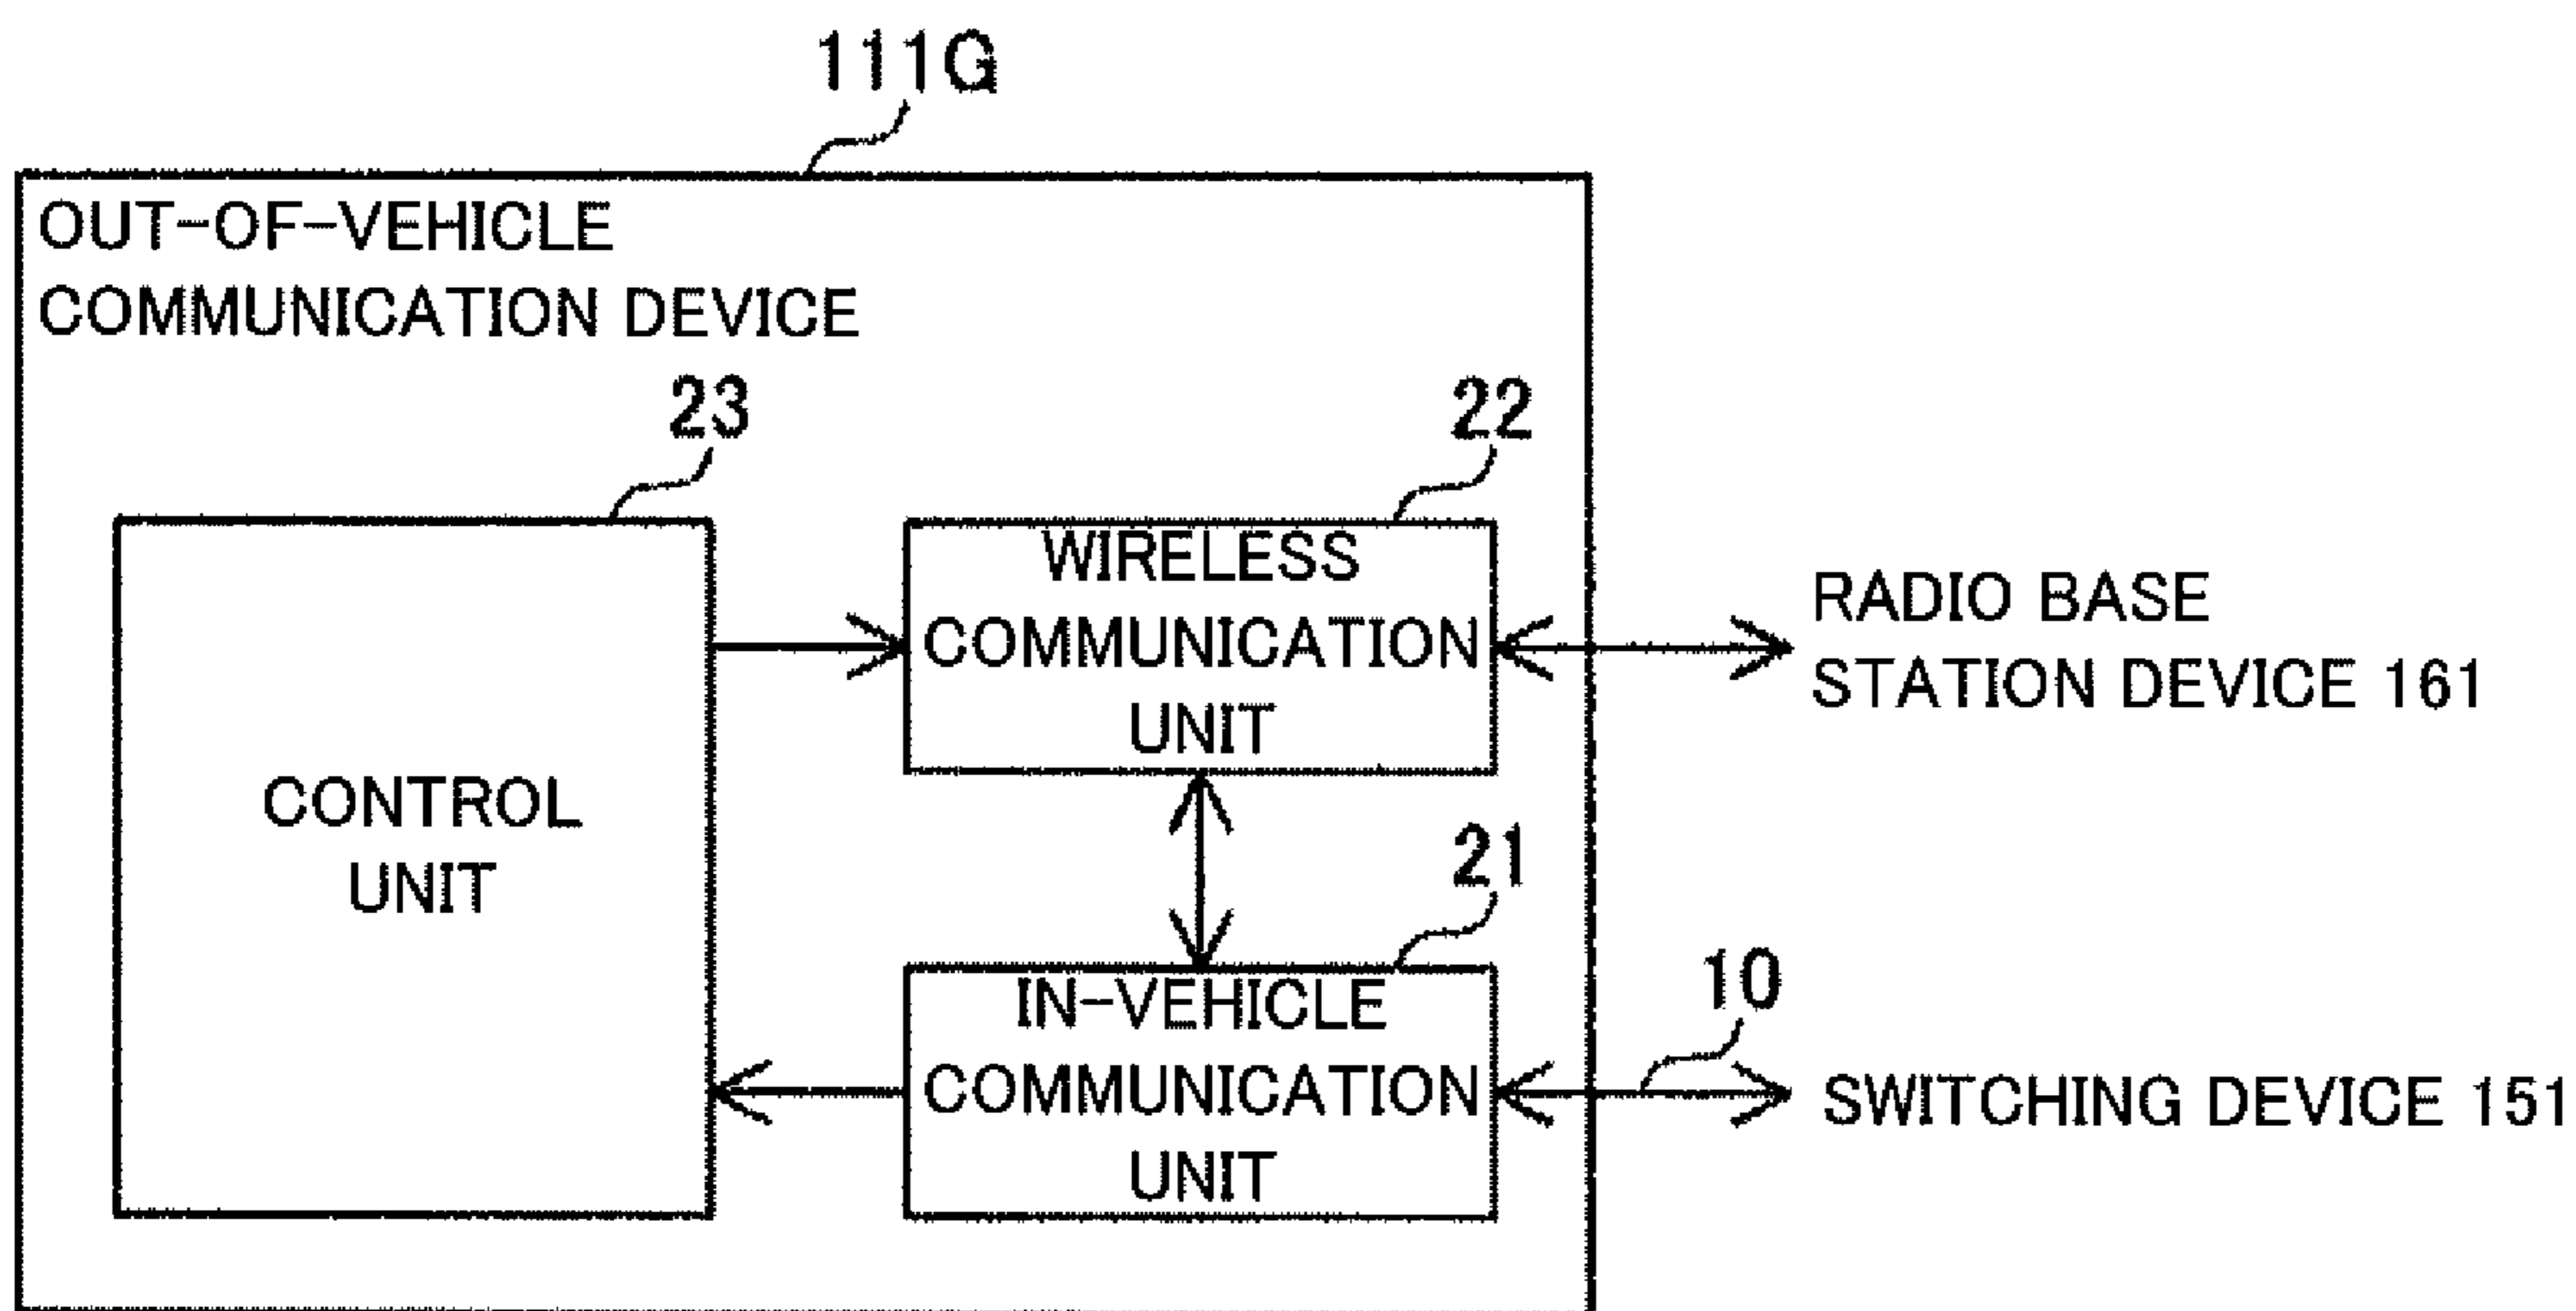 111G
OUT-OF-VEHICLE
COMMUNICATION DEVICE
23
22
WIRELESS
COMMUNICATION
UNIT
RADIO BASE
STATION DEVICE 161
CONTROL
UNIT
21
IN-VEHICLE
COMMUNICATION
UNIT
10
SWITCHING DEVICE 151